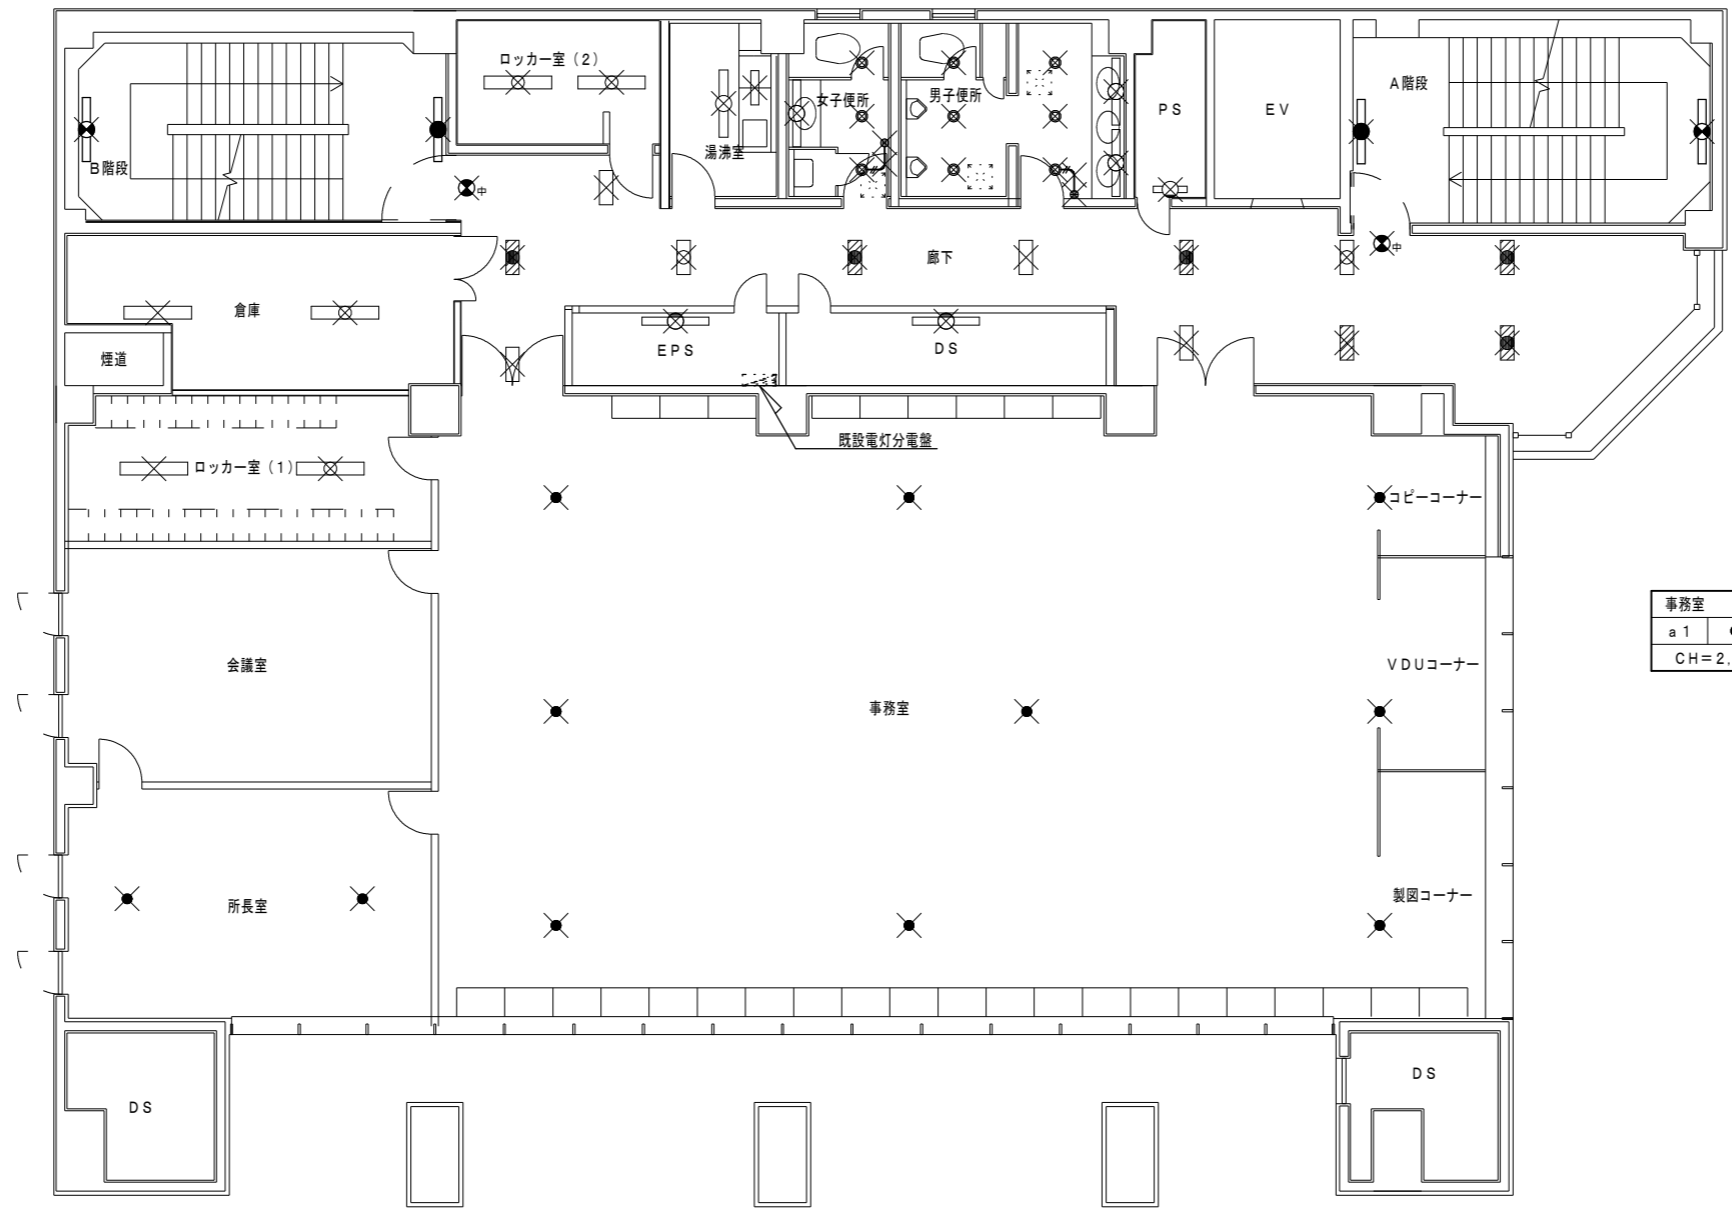 ロッカー室（２）
A階段
女子便所
男子便所
PS
EV
湯沸室
B階段
中
中
廊下
倉庫
EPS
DS
煙道
既設電灯分電盤
ロッカー室（１）
コピーコーナー
事務室
a1
CH=2,
会議室
VDUコーナー
事務室
製図コーナー
所長室
DS
DS